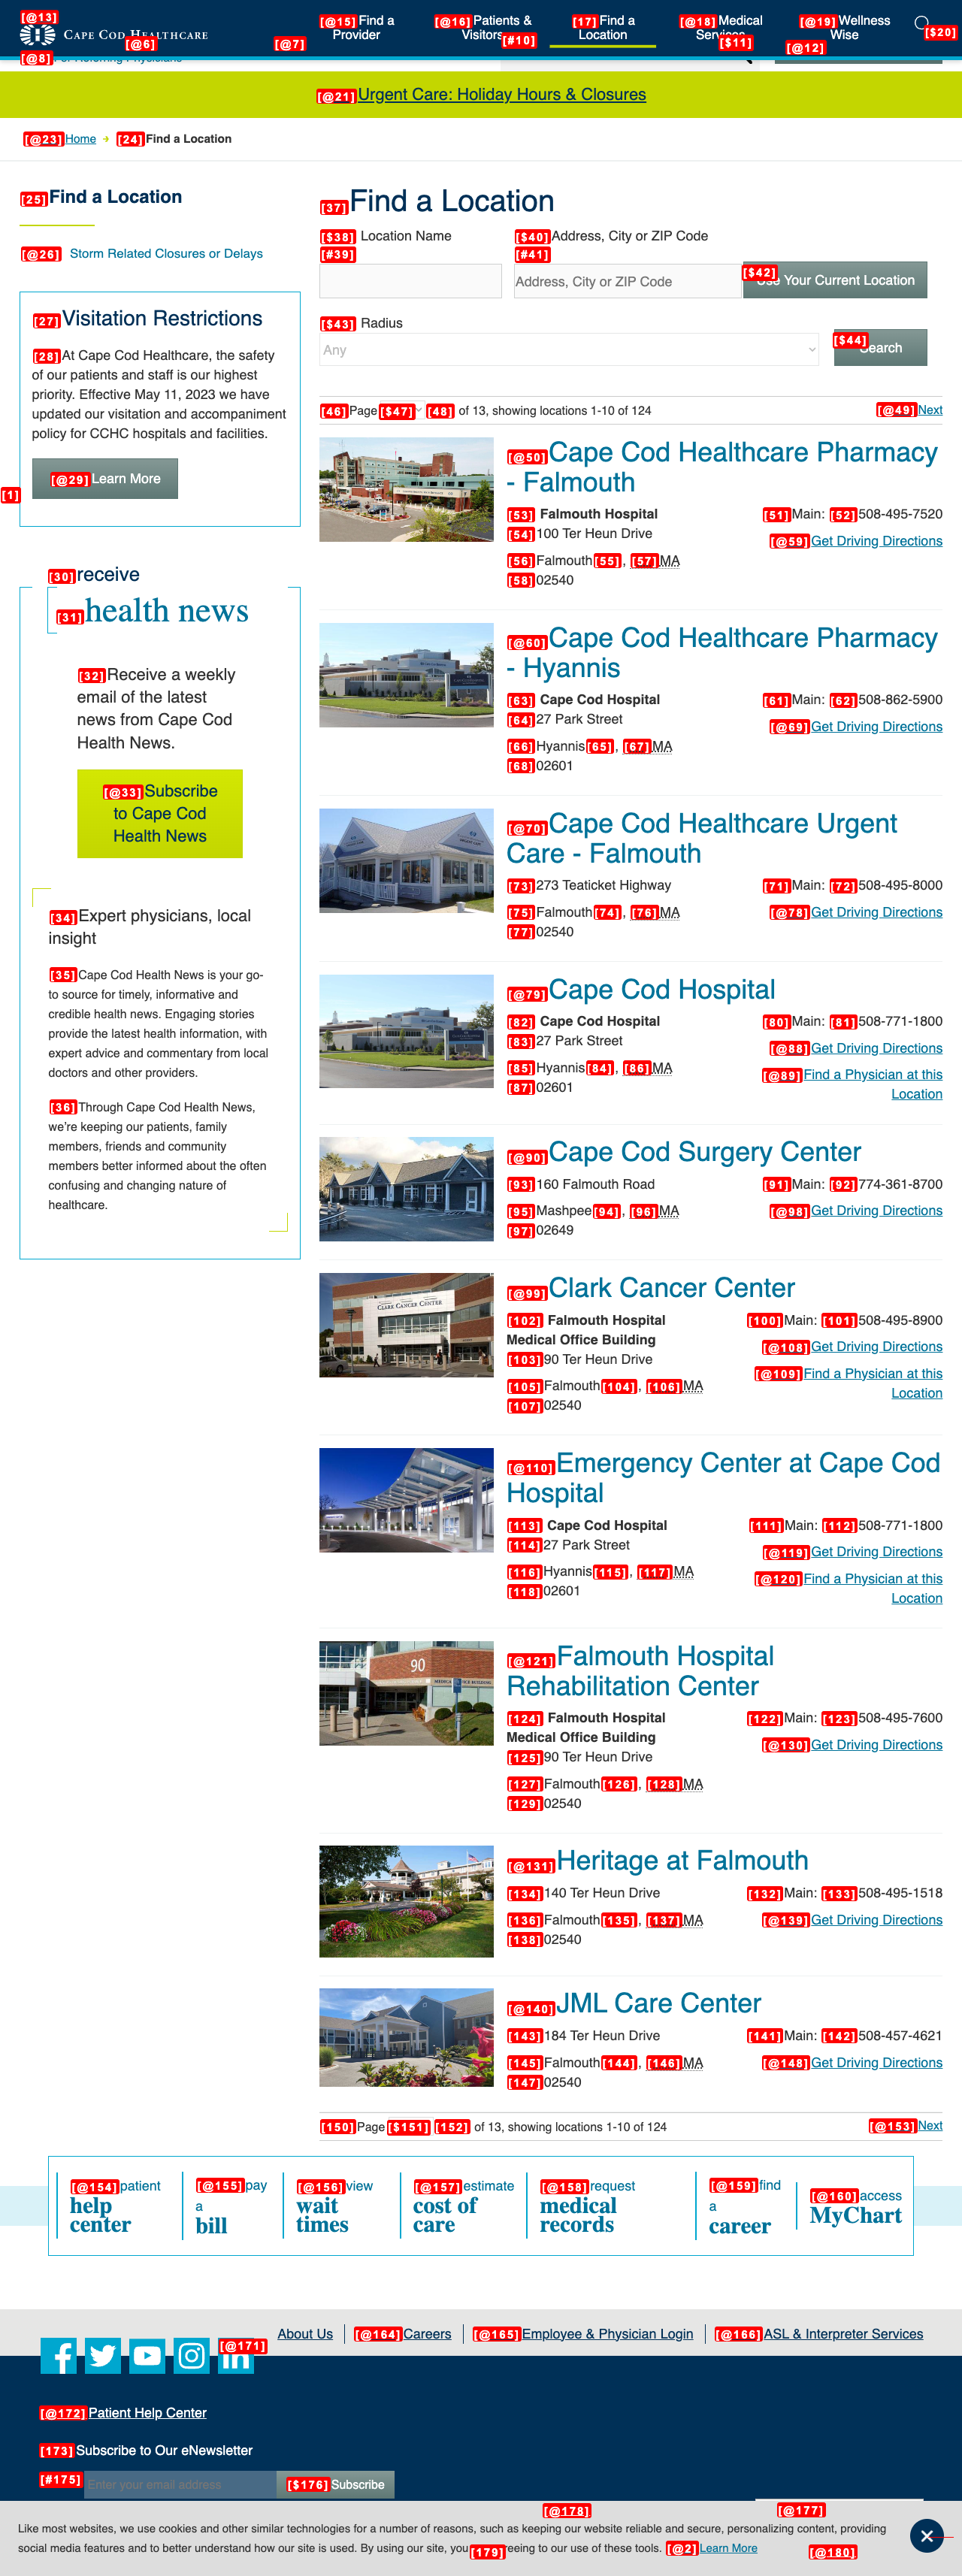 [@13]
CAPE COD HEALTHCARE
[@6]
[@7]
[@15] Find a Provider
[@16] Patients & Visitors
[#10]
[17] Find a Location
[@18] Medical Services
[$11]
[@19] Wellness Wise
[@12]
[$20]
[@8] For Referring Physicians
[@21] Urgent Care: Holiday Hours & Closures
[@23] Home
[24] Find a Location
[25] Find a Location
[@26] Storm Related Closures or Delays
[27] Visitation Restrictions
[28] At Cape Cod Healthcare, the safety
of our patients and staff is our highest
priority. Effective May 11, 2023 we have
updated our visitation and accompaniment
policy for CCHC hospitals and facilities.
[@29] Learn More
[1]
[30] receive
[31] health news
[32] Receive a weekly
email of the latest
news from Cape Cod
Health News.
[@33] Subscribe
to Cape Cod
Health News
[34] Expert physicians, local
insight
[35] Cape Cod Health News is your go-
to source for timely, informative and
credible health news. Engaging stories
provide the latest health information, with
expert advice and commentary from local
doctors and other providers.
[36] Through Cape Cod Health News,
we're keeping our patients, family
members, friends and community
members better informed about the often
confusing and changing nature of
healthcare.
[37] Find a Location
[$38] Location Name
[#39]
[$40] Address, City or ZIP Code
[#41]
Address, City or ZIP Code
[$42] Use Your Current Location
[$43] Radius
Any
[$44] Search
[46] Page [$47] [48] of 13, showing locations 1-10 of 124
[@49] Next
[@50] Cape Cod Healthcare Pharmacy
- Falmouth
[53] Falmouth Hospital
[54] 100 Ter Heun Drive
[56] Falmouth [55] , [57] MA
[58] 02540
[51] Main: [52] 508-495-7520
[@59] Get Driving Directions
[@60] Cape Cod Healthcare Pharmacy
- Hyannis
[63] Cape Cod Hospital
[64] 27 Park Street
[66] Hyannis [65] , [67] MA
[68] 02601
[61] Main: [62] 508-862-5900
[@69] Get Driving Directions
[@70] Cape Cod Healthcare Urgent
Care - Falmouth
[73] 273 Teaticket Highway
[75] Falmouth [74] , [76] MA
[77] 02540
[71] Main: [72] 508-495-8000
[@78] Get Driving Directions
[@79] Cape Cod Hospital
[82] Cape Cod Hospital
[83] 27 Park Street
[85] Hyannis [84] , [86] MA
[87] 02601
[80] Main: [81] 508-771-1800
[@88] Get Driving Directions
[@89] Find a Physician at this
Location
[@90] Cape Cod Surgery Center
[93] 160 Falmouth Road
[95] Mashpee [94] , [96] MA
[97] 02649
[91] Main: [92] 774-361-8700
[@98] Get Driving Directions
CLARK CANCER CENTER
[@99] Clark Cancer Center
[102] Falmouth Hospital
Medical Office Building
[103] 90 Ter Heun Drive
[105] Falmouth [104] , [106] MA
[107] 02540
[100] Main: [101] 508-495-8900
[@108] Get Driving Directions
[@109] Find a Physician at this
Location
[@110] Emergency Center at Cape Cod
Hospital
[113] Cape Cod Hospital
[114] 27 Park Street
[116] Hyannis [115] , [117] MA
[118] 02601
[111] Main: [112] 508-771-1800
[@119] Get Driving Directions
[@120] Find a Physician at this
Location
90
[@121] Falmouth Hospital
Rehabilitation Center
[124] Falmouth Hospital
Medical Office Building
[125] 90 Ter Heun Drive
[127] Falmouth [126] , [128] MA
[129] 02540
[122] Main: [123] 508-495-7600
[@130] Get Driving Directions
[@131] Heritage at Falmouth
[134] 140 Ter Heun Drive
[136] Falmouth [135] , [137] MA
[138] 02540
[132] Main: [133] 508-495-1518
[@139] Get Driving Directions
[@140] JML Care Center
[143] 184 Ter Heun Drive
[145] Falmouth [144] , [146] MA
[147] 02540
[141] Main: [142] 508-457-4621
[@148] Get Driving Directions
[150] Page [$151] [152] of 13, showing locations 1-10 of 124
[@153] Next
[@154] patient
help
center
[@155] pay
a
bill
[@156] view
wait
times
[@157] estimate
cost of
care
[@158] request
medical
records
[@159] find
a
career
[@160] access
MyChart
[@171]
About Us
[@164] Careers
[@165] Employee & Physician Login
[@166] ASL & Interpreter Services
[@172] Patient Help Center
[173] Subscribe to Our eNewsletter
[#175] Enter your email address
[$176] Subscribe
[@178]
[@177]
Like most websites, we use cookies and other similar technologies for a number of reasons, such as keeping our website reliable and secure, personalizing content, providing
social media features and to better understand how our site is used. By using our site, you [179] reeing to our use of these tools. [@2] Learn More
[@180]